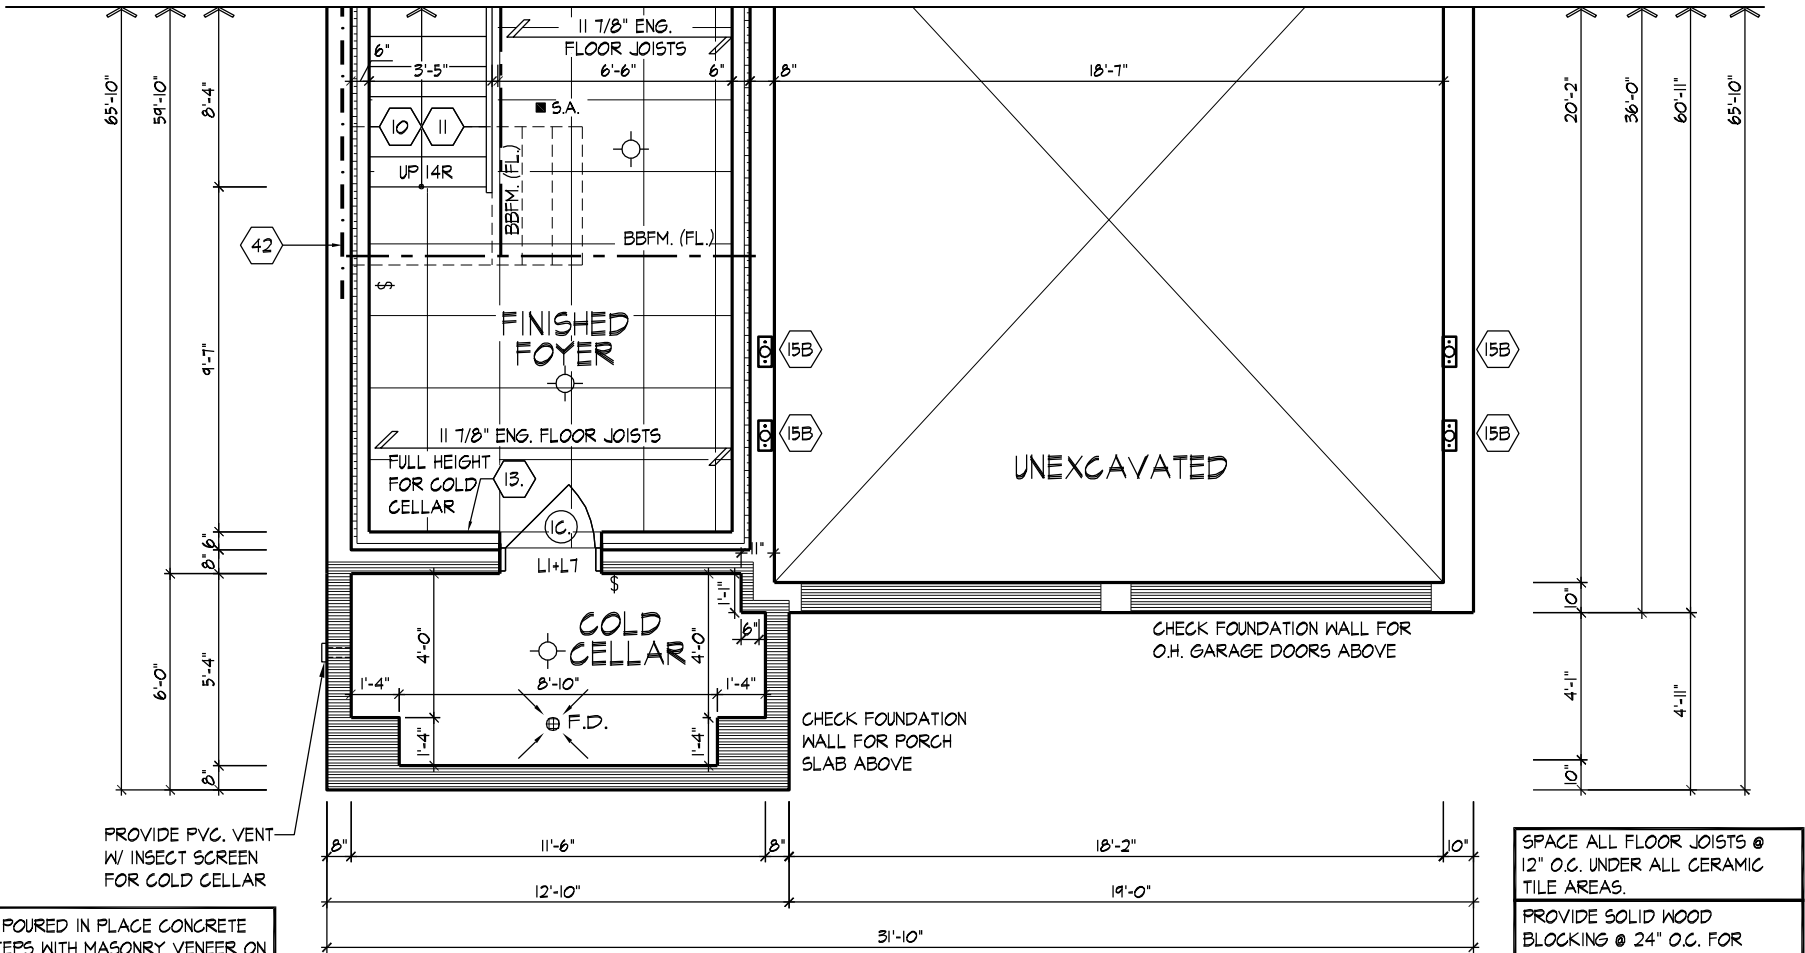 11 7/8" ENG.
FLOOR JOISTS
6"
3'-5"
6'-6"
6"
8"
18'-7"
65'-10"
59'-10"
8'-4"
20'-2"
36'-0"
60'-11"
65'-10"
S.A.
10
11
UP 14R
BBFM. (FL.)
BBFM. (FL.)
42
$
FINISHED
FOYER
15B
15B
9'-7"
15B
15B
11 7/8" ENG. FLOOR JOISTS
FULL HEIGHT
FOR COLD
CELLAR
13.
UNEXCAVATED
1C.
6"
8"
L1+L7
$
11"
1'-1"
10"
COLD
CELLAR
4'-0"
4'-0"
6"
CHECK FOUNDATION WALL FOR
O.H. GARAGE DOORS ABOVE
6'-0"
5'-4"
1'-4"
8'-10"
1'-4"
4'-1"
4'-11"
F.D.
1'-4"
1'-4"
CHECK FOUNDATION
WALL FOR PORCH
SLAB ABOVE
8"
10"
PROVIDE PVC. VENT
W/ INSECT SCREEN
FOR COLD CELLAR
8"
11'-6"
8"
18'-2"
10"
12'-10"
19'-0"
31'-10"
SPACE ALL FLOOR JOISTS @
12" O.C. UNDER ALL CERAMIC
TILE AREAS.
PROVIDE SOLID WOOD
BLOCKING @ 24" O.C. FOR
POURED IN PLACE CONCRETE
TEPS WITH MASONRY VENEER ON